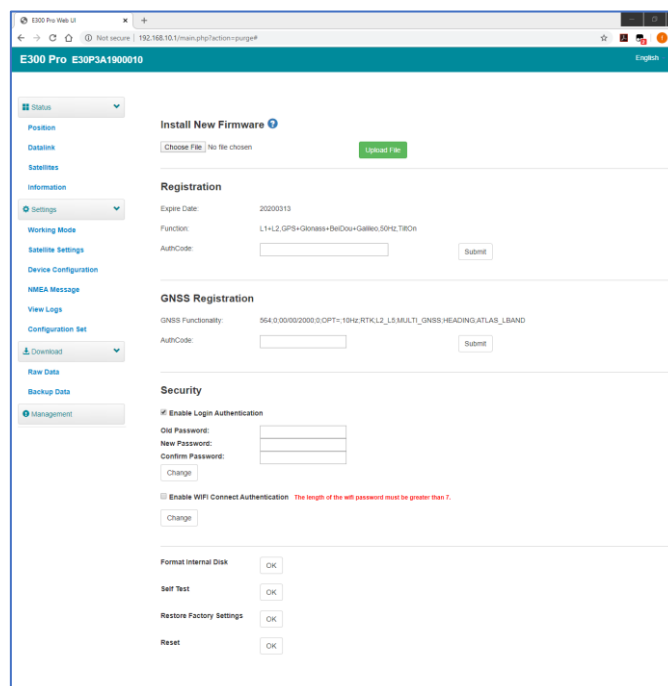 E300 Pro Web UI
Not secure | 192.168.10.1/main.php?action=purge#
E300 Pro E30P3A1900010
English
Status
Position
Datalink
Satellites
Information
Settings
Working Mode
Satellite Settings
Device Configuration
NMEA Message
View Logs
Configuration Set
Download
Raw Data
Backup Data
Management
Install New Firmware
Choose File No file chosen
Upload File
Registration
Expire Date: 20200313
Function: L1+L2,GPS+Glonass+BeiDou+Galileo,50Hz,TiltOn
AuthCode:
Submit
GNSS Registration
GNSS Functionality: 564;0;00/00/2000;0;OPT=;10Hz;RTK;L2_L5;MULTI_GNSS;HEADING;ATLAS_LBAND
AuthCode:
Submit
Security
Enable Login Authentication
Old Password:
New Password:
Confirm Password:
Change
Enable WIFI Connect Authentication The length of the wifi password must be greater than 7.
Change
Format Internal Disk OK
Self Test OK
Restore Factory Settings OK
Reset OK